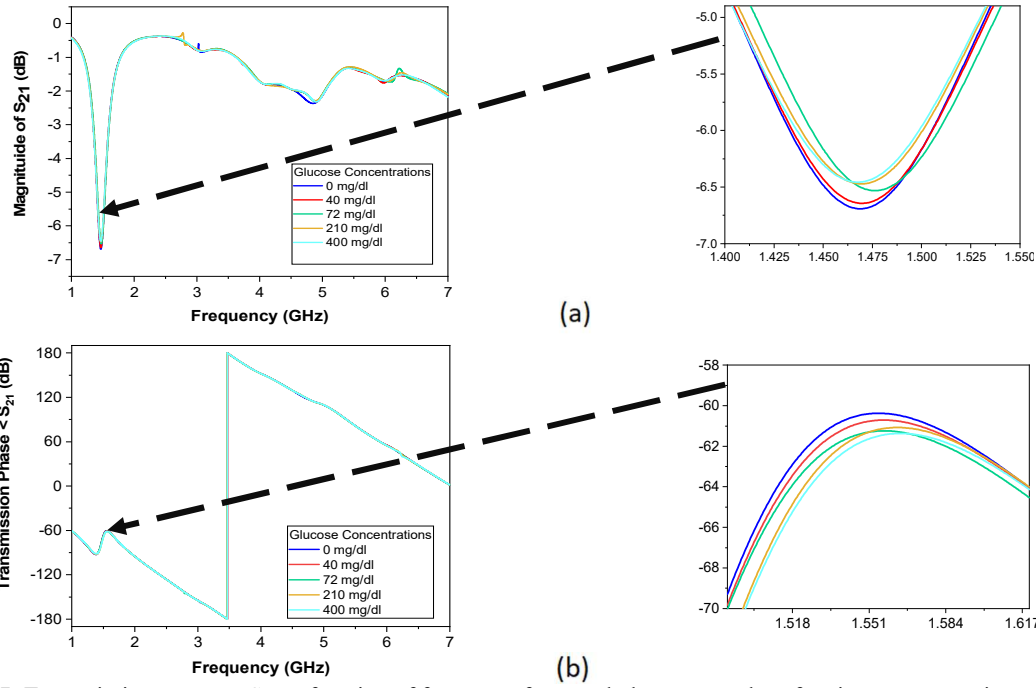 0
-1
-2
-3
-4
-5
-6
-7
Magnitiuide of S21 (dB)
Glucose Concentrations
0 mg/dl
40 mg/dl
72 mg/dl
210 mg/dl
400 mg/dl
1 2 3 4 5 6 7
Frequency (GHz)
-5.0
-5.5
-6.0
-6.5
-7.0
1.400 1.425 1.450 1.475 1.500 1.525 1.550
(a)
180
120
60
0
-60
-120
-180
Transmission Phase < S21 (dB)
Glucose Concentrations
0 mg/dl
40 mg/dl
72 mg/dl
210 mg/dl
400 mg/dl
1 2 3 4 5 6 7
Frequency (GHz)
-58
-60
-62
-64
-66
-68
-70
1.518 1.551 1.584 1.617
(b)